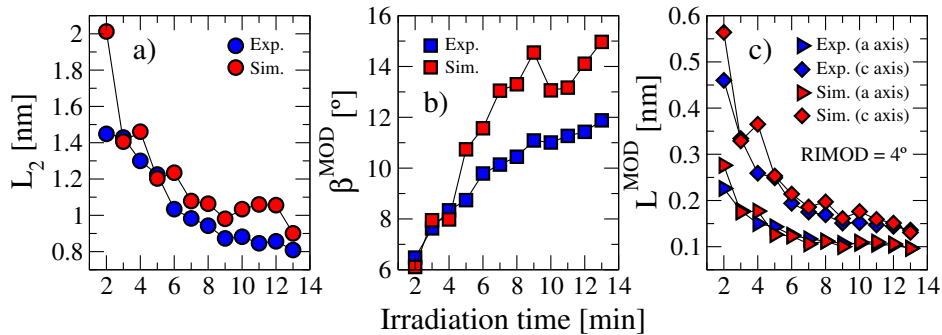 a)
Exp.
Sim.
L₂ [nm]
2
1.8
1.6
1.4
1.2
1
0.8
2 4 6 8 10 12 14
b)
Exp.
Sim.
β^MOD [º]
16
14
12
10
8
6
2 4 6 8 10 12 14
Irradiation time [min]
c)
Exp. (a axis)
Exp. (c axis)
Sim. (a axis)
Sim. (c axis)
RIMOD = 4º
L^MOD [nm]
0.6
0.5
0.4
0.3
0.2
0.1
2 4 6 8 10 12 14